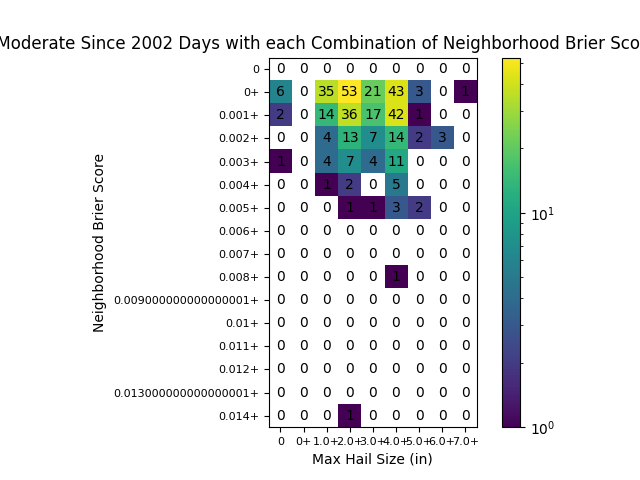 Moderate Since 2002 Days with each Combination of Neighborhood Brier Sco
0 0 0 0 0 0 0 0 0 0
0+ 6 0 35 53 21 43 3 0 1
0.001+ 2 0 14 36 17 42 1 0 0
0.002+ 0 0 4 13 7 14 2 3 0
0.003+ 1 0 4 7 4 11 0 0 0
0.004+ 0 0 1 2 0 5 0 0 0
0.005+ 0 0 0 1 1 3 2 0 0
0.006+ 0 0 0 0 0 0 0 0 0
0.007+ 0 0 0 0 0 0 0 0 0
0.008+ 0 0 0 0 0 1 0 0 0
0.009000000000000001+ 0 0 0 0 0 0 0 0 0
0.01+ 0 0 0 0 0 0 0 0 0
0.011+ 0 0 0 0 0 0 0 0 0
0.012+ 0 0 0 0 0 0 0 0 0
0.013000000000000001+ 0 0 0 0 0 0 0 0 0
0.014+ 0 0 0 1 0 0 0 0 0
0 0+ 1.0+ 2.0+ 3.0+ 4.0+ 5.0+ 6.0+ 7.0+
Max Hail Size (in)
Neighborhood Brier Score
10¹
10⁰